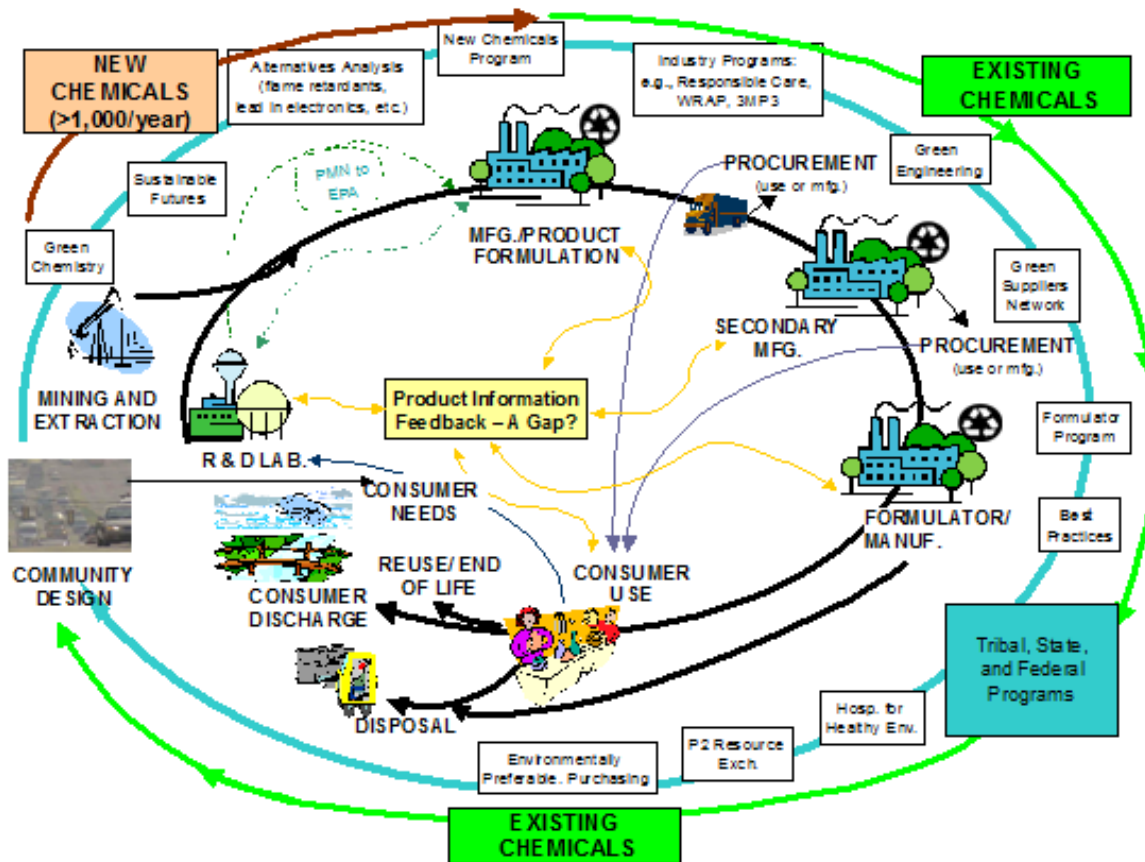 NEW
CHEMICALS
(>1,000/year)
Alternatives Analysis
(flame retardants,
lead in electronics, etc.)
New Chemicals
Program
Industry Programs:
e.g., Responsible Care,
WRAP, 3MP3
EXISTING
CHEMICALS
Sustainable
Futures
PMN to
EPA
PROCUREMENT
(use or mfg.)
Green
Engineering
Green
Chemistry
MFG./PRODUCT
FORMULATION
Green
Suppliers
Network
SECONDARY
MFG.
PROCUREMENT
(use or mfg.)
MINING AND
EXTRACTION
Product Information
Feedback – A Gap?
Formulator
Program
R & D LAB.
CONSUMER
NEEDS
FORMULATOR/
MANUF.
Best
Practices
COMMUNITY
DESIGN
REUSE/ END
OF LIFE
CONSUMER
USE
CONSUMER
DISCHARGE
Tribal, State,
and Federal
Programs
DISPOSAL
Hosp. for
Healthy Env.
P2 Resource
Exch.
Environmentally
Preferable. Purchasing
EXISTING
CHEMICALS